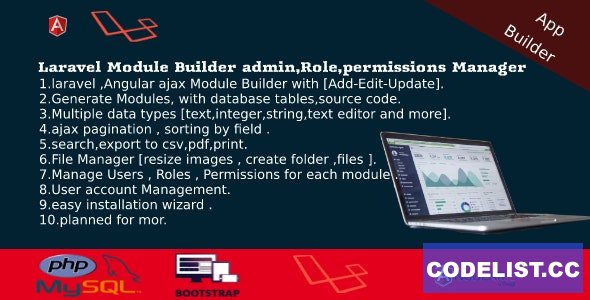 App
Builder
Laravel Module Builder admin,Role,permissions Manager
1.laravel ,Angular ajax Module Builder with [Add-Edit-Update].
2.Generate Modules, with database tables,source code.
3.Multiple data types [text,integer,string,text editor and more].
4.ajax pagination , sorting by field .
5.search,export to csv,pdf,print.
6.File Manager [resize images , create folder ,files ].
7.Manage Users , Roles , Permissions for each module
8.User account Management.
9.easy installation wizard .
10.planned for mor.
php
MySQL
BOOTSTRAP
CODELIST.CC